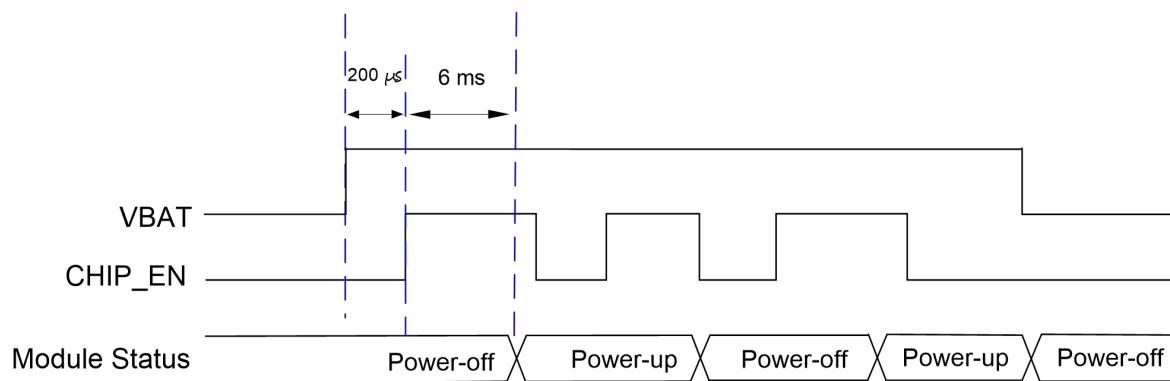 200 μs
6 ms
VBAT
CHIP_EN
Module Status
Power-off
Power-up
Power-off
Power-up
Power-off